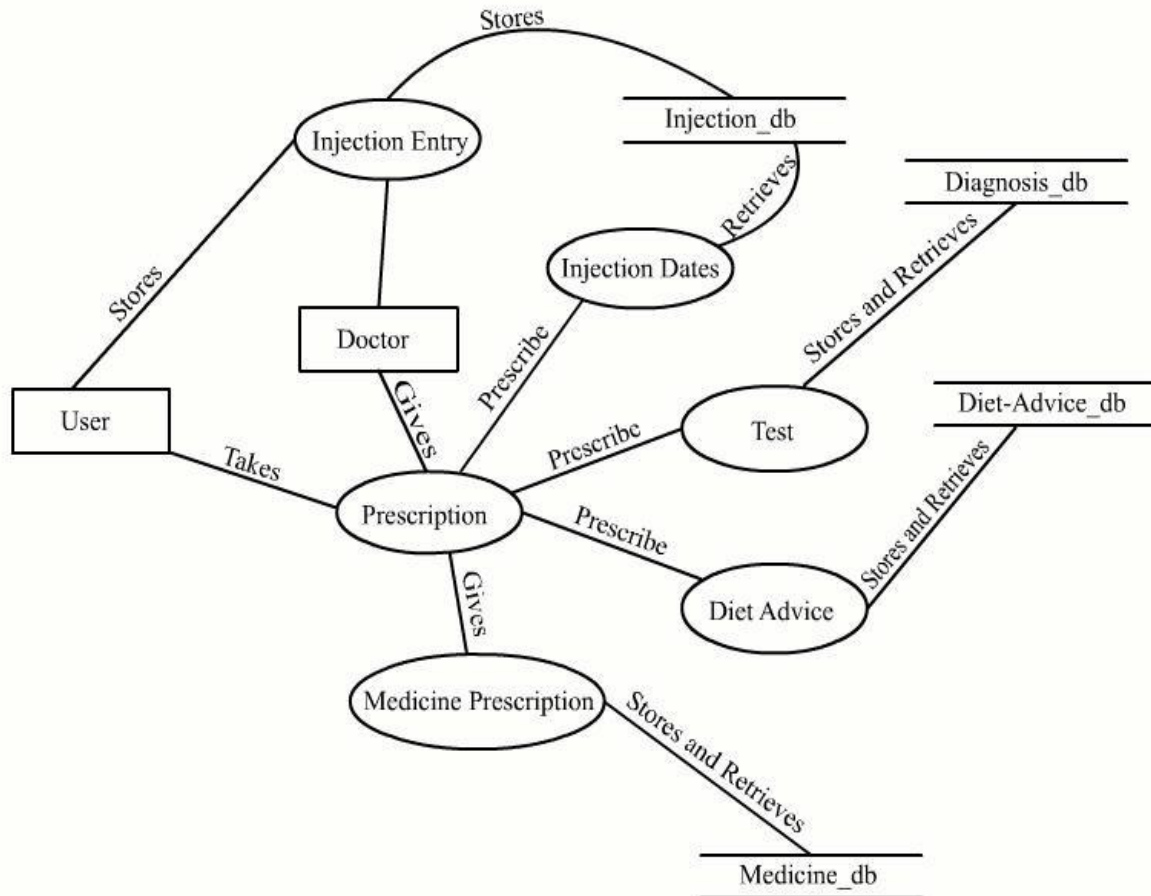 Stores
Injection Entry
Injection_db
Retrieves
Diagnosis_db
Stores
Injection Dates
Stores and Retrieves
Doctor
Prescribe
User
Gives
Diet-Advice_db
Takes
Prescribe
Test
Prescription
Prescribe
Stores and Retrieves
Gives
Diet Advice
Medicine Prescription
Stores and Retrieves
Medicine_db